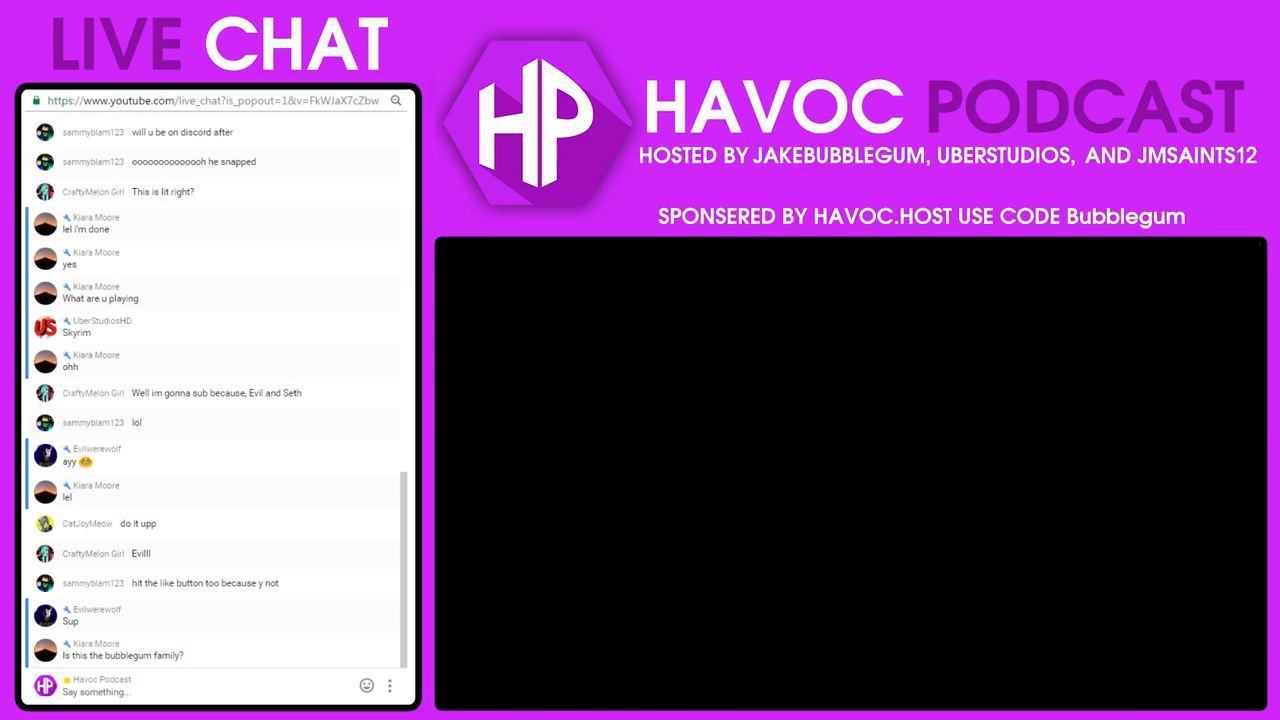 LIVE CHAT
https://www.youtube.com/live_chat?is_popout=1&v=FkWJaX7cZbw
sammyblam123 will u be on discord after
sammyblam123 ooooooooooooooh he snapped
CraftyMelon Girl This is lit right?
Kiara Moore
lel i'm done
Kiara Moore
yes
Kiara Moore
What are u playing
UberStudiosHD
Skyrim
Kiara Moore
ohh
CraftyMelon Girl Well im gonna sub because, Evil and Seth
sammyblam123 lol
Evilwerewolf
ayy
Kiara Moore
lel
CatJoyMeow do it upp
CraftyMelon Girl Evilll
sammyblam123 hit the like button too because y not
Evilwerewolf
Sup
Kiara Moore
Is this the bubblegum family?
HP
Havoc Podcast
Say something...
HP
HAVOC PODCAST
HOSTED BY JAKEBUBBLEGUM, UBERSTUDIOS, AND JMSAINTS12
SPONSERED BY HAVOC.HOST USE CODE Bubblegum